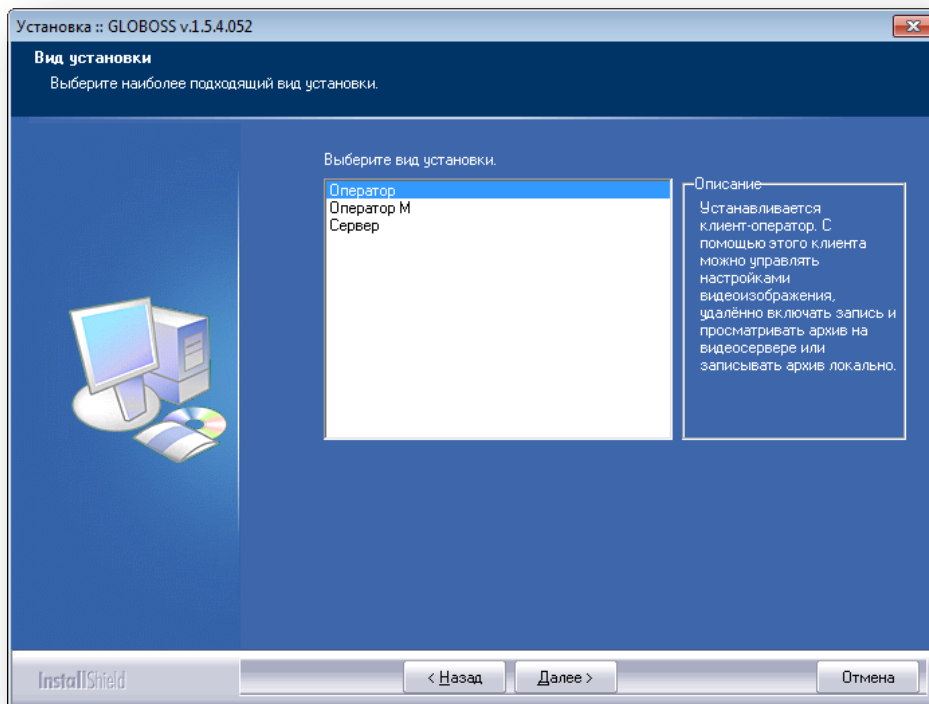 Установка :: GLOBOSS v.1.5.4.052
Вид установки
Выберите наиболее подходящий вид установки.
Выберите вид установки.
Оператор
Оператор М
Сервер
Описание
Устанавливается
клиент-оператор. С
помощью этого клиента
можно управлять
настройками
видеоизображения,
удалённо включать запись и
просматривать архив на
видеосервере или
записывать архив локально.
InstallShield
< Назад
Далее >
Отмена